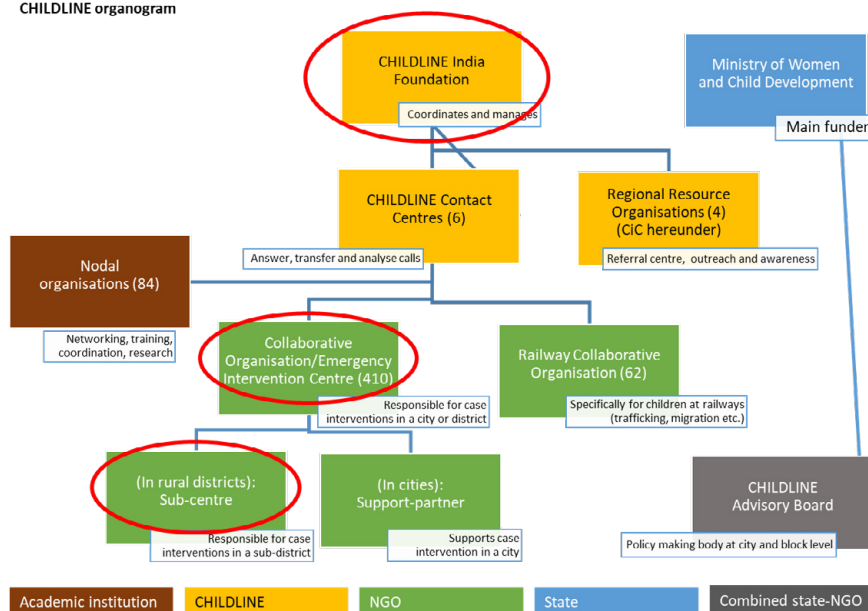 CHILDLINE organogram
CHILDLINE India
Foundation
Coordinates and manages
Ministry of Women
and Child Development
Main funder
CHILDLINE Contact
Centres (6)
Answer, transfer and analyse calls
Regional Resource
Organisations (4)
(CiC hereunder)
Referral centre, outreach and awareness
Nodal
organisations (84)
Networking, training,
coordination, research
Collaborative
Organisation/Emergency
Intervention Centre (410)
Responsible for case
interventions in a city or district
Railway Collaborative
Organisation (62)
Specifically for children at railways
(trafficking, migration etc.)
(In rural districts):
Sub-centre
Responsible for case
interventions in a sub-district
(In cities):
Support-partner
Supports case
intervention in a city
CHILDLINE
Advisory Board
Policy making body at city and block level
Academic institution
CHILDLINE
NGO
State
Combined state-NGO